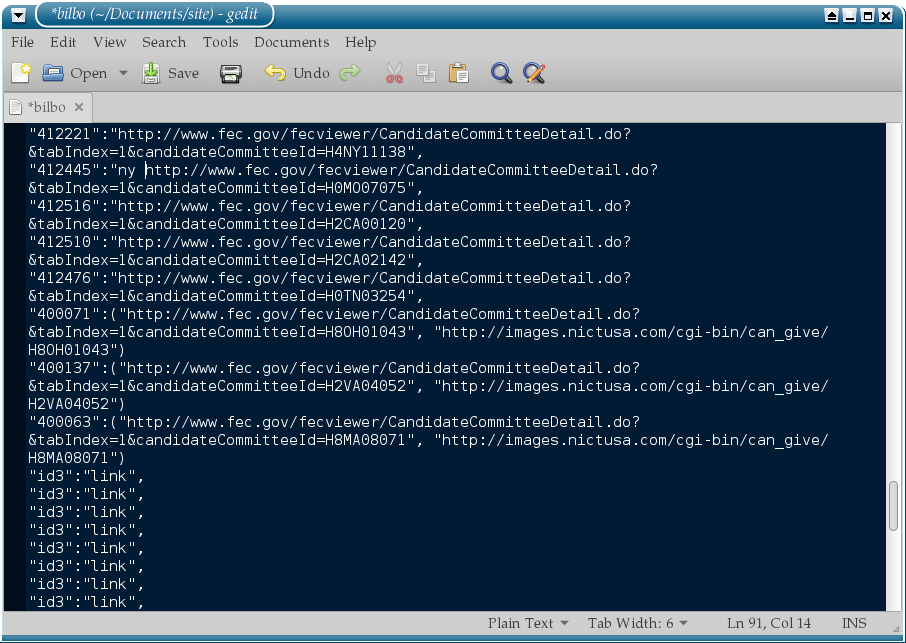 *bilbo (~/Documents/site) - gedit
File Edit View Search Tools Documents Help
Open Save Undo
*bilbo
"412221":"http://www.fec.gov/fecviewer/CandidateCommitteeDetail.do?
&tabIndex=1&candidateCommitteeId=H4NY11138",
"412445":"ny http://www.fec.gov/fecviewer/CandidateCommitteeDetail.do?
&tabIndex=1&candidateCommitteeId=H0MO07075",
"412516":"http://www.fec.gov/fecviewer/CandidateCommitteeDetail.do?
&tabIndex=1&candidateCommitteeId=H2CA00120",
"412510":"http://www.fec.gov/fecviewer/CandidateCommitteeDetail.do?
&tabIndex=1&candidateCommitteeId=H2CA02142",
"412476":"http://www.fec.gov/fecviewer/CandidateCommitteeDetail.do?
&tabIndex=1&candidateCommitteeId=H0TN03254",
"400071":("http://www.fec.gov/fecviewer/CandidateCommitteeDetail.do?
&tabIndex=1&candidateCommitteeId=H8OH01043", "http://images.nictusa.com/cgi-bin/can_give/
H8OH01043")
"400137":("http://www.fec.gov/fecviewer/CandidateCommitteeDetail.do?
&tabIndex=1&candidateCommitteeId=H2VA04052", "http://images.nictusa.com/cgi-bin/can_give/
H2VA04052")
"400063":("http://www.fec.gov/fecviewer/CandidateCommitteeDetail.do?
&tabIndex=1&candidateCommitteeId=H8MA08071", "http://images.nictusa.com/cgi-bin/can_give/
H8MA08071")
"id3":"link",
"id3":"link",
"id3":"link",
"id3":"link",
"id3":"link",
"id3":"link",
"id3":"link",
"id3":"link",
Plain Text Tab Width: 6 Ln 91, Col 14 INS